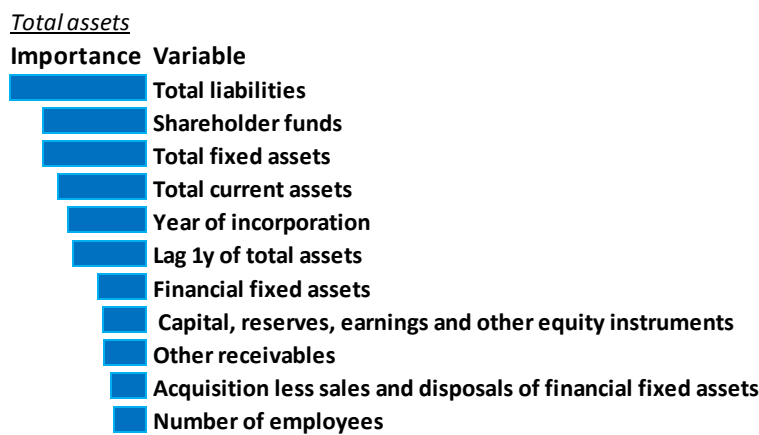 Total assets
Importance Variable
Total liabilities
Shareholder funds
Total fixed assets
Total current assets
Year of incorporation
Lag 1y of total assets
Financial fixed assets
Capital, reserves, earnings and other equity instruments
Other receivables
Acquisition less sales and disposals of financial fixed assets
Number of employees